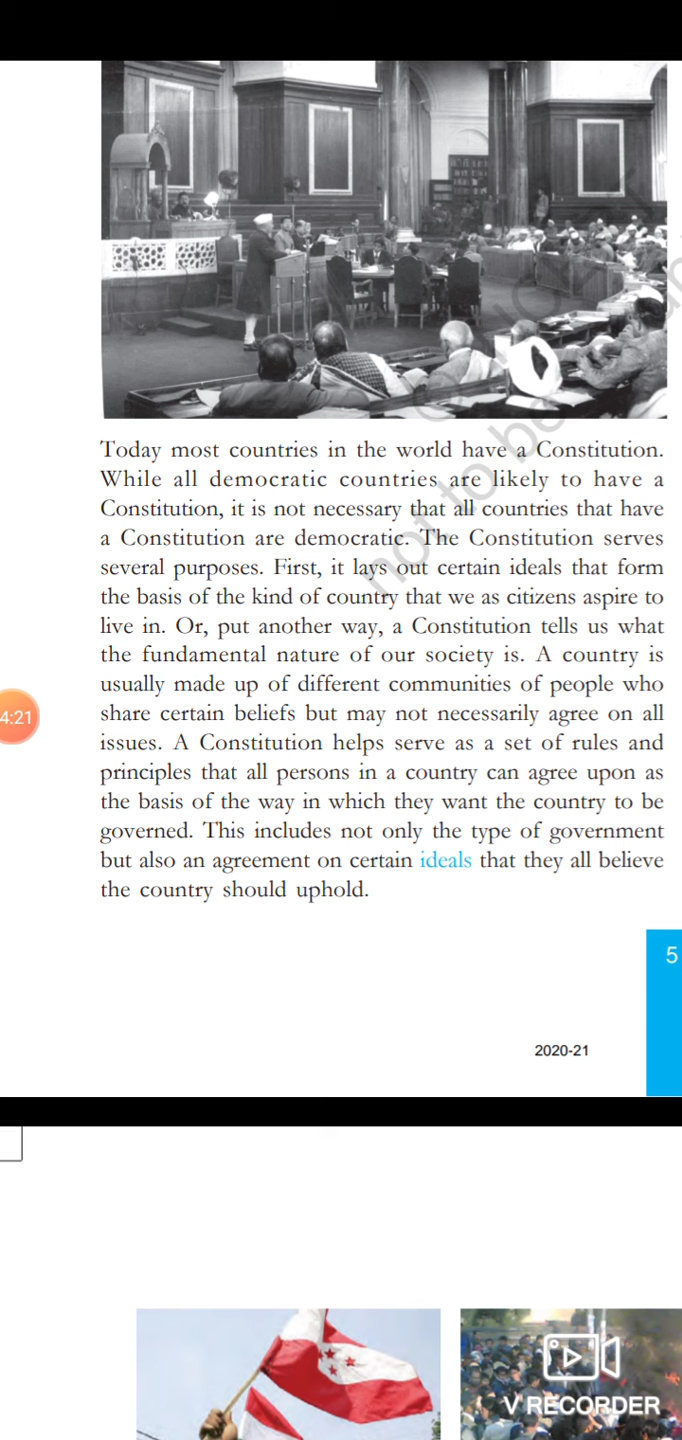 Today most countries in the world have a Constitution.
While all democratic countries are likely to have a
Constitution, it is not necessary that all countries that have
a Constitution are democratic. The Constitution serves
several purposes. First, it lays out certain ideals that form
the basis of the kind of country that we as citizens aspire to
live in. Or, put another way, a Constitution tells us what
the fundamental nature of our society is. A country is
usually made up of different communities of people who
share certain beliefs but may not necessarily agree on all
issues. A Constitution helps serve as a set of rules and
principles that all persons in a country can agree upon as
the basis of the way in which they want the country to be
governed. This includes not only the type of government
but also an agreement on certain ideals that they all believe
the country should uphold.
4:21
not to be
5
2020-21
V RECORDER